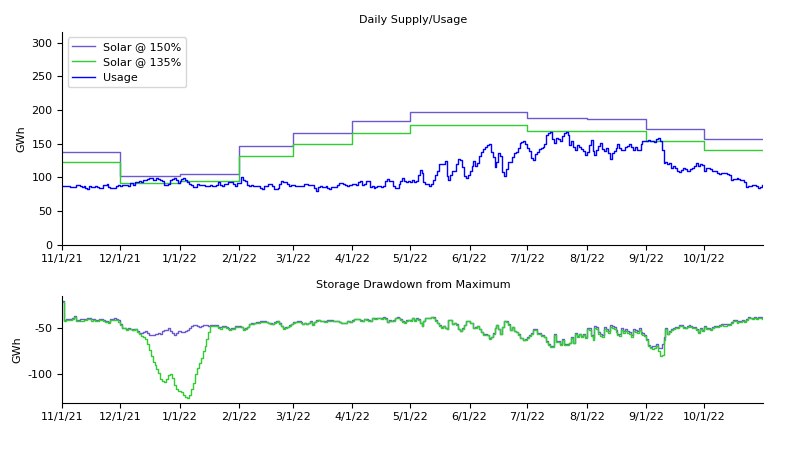 Daily Supply/Usage
300
250
200
150
100
50
0
GWh
Solar @ 150%
Solar @ 135%
Usage
11/1/21 12/1/21 1/1/22 2/1/22 3/1/22 4/1/22 5/1/22 6/1/22 7/1/22 8/1/22 9/1/22 10/1/22
Storage Drawdown from Maximum
-50
-100
GWh
11/1/21 12/1/21 1/1/22 2/1/22 3/1/22 4/1/22 5/1/22 6/1/22 7/1/22 8/1/22 9/1/22 10/1/22